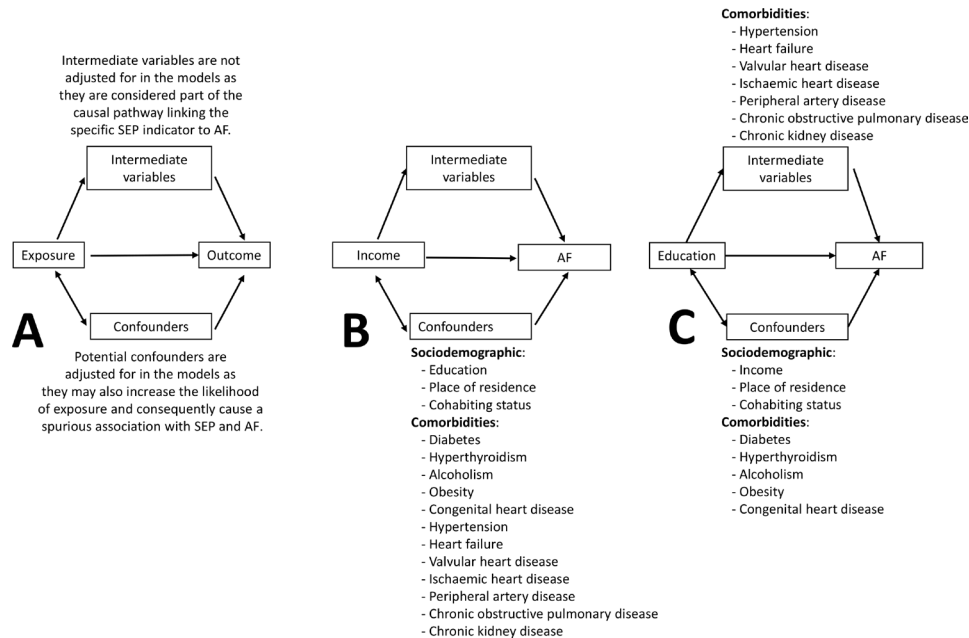 Intermediate variables are not
adjusted for in the models as
they are considered part of the
causal pathway linking the
specific SEP indicator to AF.
Intermediate
variables
Exposure
Outcome
Confounders
A
Potential confounders are
adjusted for in the models as
they may also increase the likelihood
of exposure and consequently cause a
spurious association with SEP and AF.
Intermediate
variables
Income
AF
Confounders
B
Sociodemographic:
- Education
- Place of residence
- Cohabiting status
Comorbidities:
- Diabetes
- Hyperthyroidism
- Alcoholism
- Obesity
- Congenital heart disease
- Hypertension
- Heart failure
- Valvular heart disease
- Ischaemic heart disease
- Peripheral artery disease
- Chronic obstructive pulmonary disease
- Chronic kidney disease
Comorbidities:
- Hypertension
- Heart failure
- Valvular heart disease
- Ischaemic heart disease
- Peripheral artery disease
- Chronic obstructive pulmonary disease
- Chronic kidney disease
Intermediate
variables
Education
AF
Confounders
C
Sociodemographic:
- Income
- Place of residence
- Cohabiting status
Comorbidities:
- Diabetes
- Hyperthyroidism
- Alcoholism
- Obesity
- Congenital heart disease